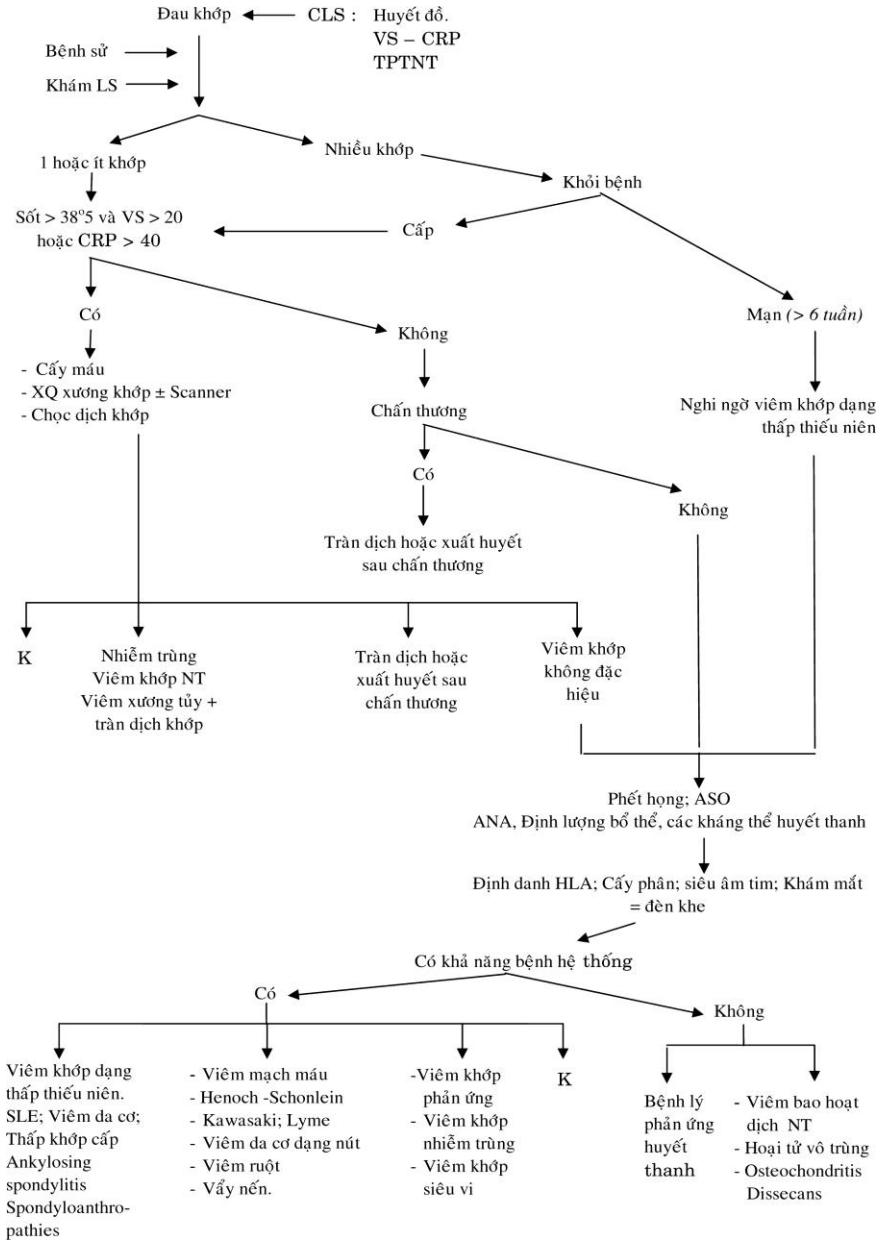 Đau khớp
CLS : Huyết đồ.
VS – CRP
TPTNT
Bệnh sử
Khám LS
1 hoặc ít khớp
Nhiều khớp
Khỏi bệnh
Sốt > 38°5 và VS > 20
hoặc CRP > 40
Cấp
Có
Không
Mạn (> 6 tuần)
- Cấy máu
- XQ xương khớp ± Scanner
- Chọc dịch khớp
Chấn thương
Nghi ngờ viêm khớp dạng
thấp thiếu niên
Có
Không
Tràn dịch hoặc xuất huyết
sau chấn thương
K
Nhiễm trùng
Viêm khớp NT
Viêm xương tủy +
tràn dịch khớp
Tràn dịch hoặc
xuất huyết sau
chấn thương
Viêm khớp
không đặc
hiệu
Phết họng; ASO
ANA, Định lượng bổ thể, các kháng thể huyết thanh
Định danh HLA; Cấy phân; siêu âm tim; Khám mắt
= đèn khe
Có khả năng bệnh hệ thống
Có
Không
Viêm khớp dạng
thấp thiếu niên.
SLE; Viêm da cơ;
Thấp khớp cấp
Ankylosing
spondylitis
Spondyloanthro-
pathies
- Viêm mạch máu
- Henoch -Schonlein
- Kawasaki; Lyme
- Viêm da cơ dạng nút
- Viêm ruột
- Vẩy nến.
-Viêm khớp
phản ứng
- Viêm khớp
nhiễm trùng
- Viêm khớp
siêu vi
K
Bệnh lý
phản ứng
huyết
thanh
- Viêm bao hoạt
dịch NT
- Hoại tử vô trùng
- Osteochondritis
Dissecans